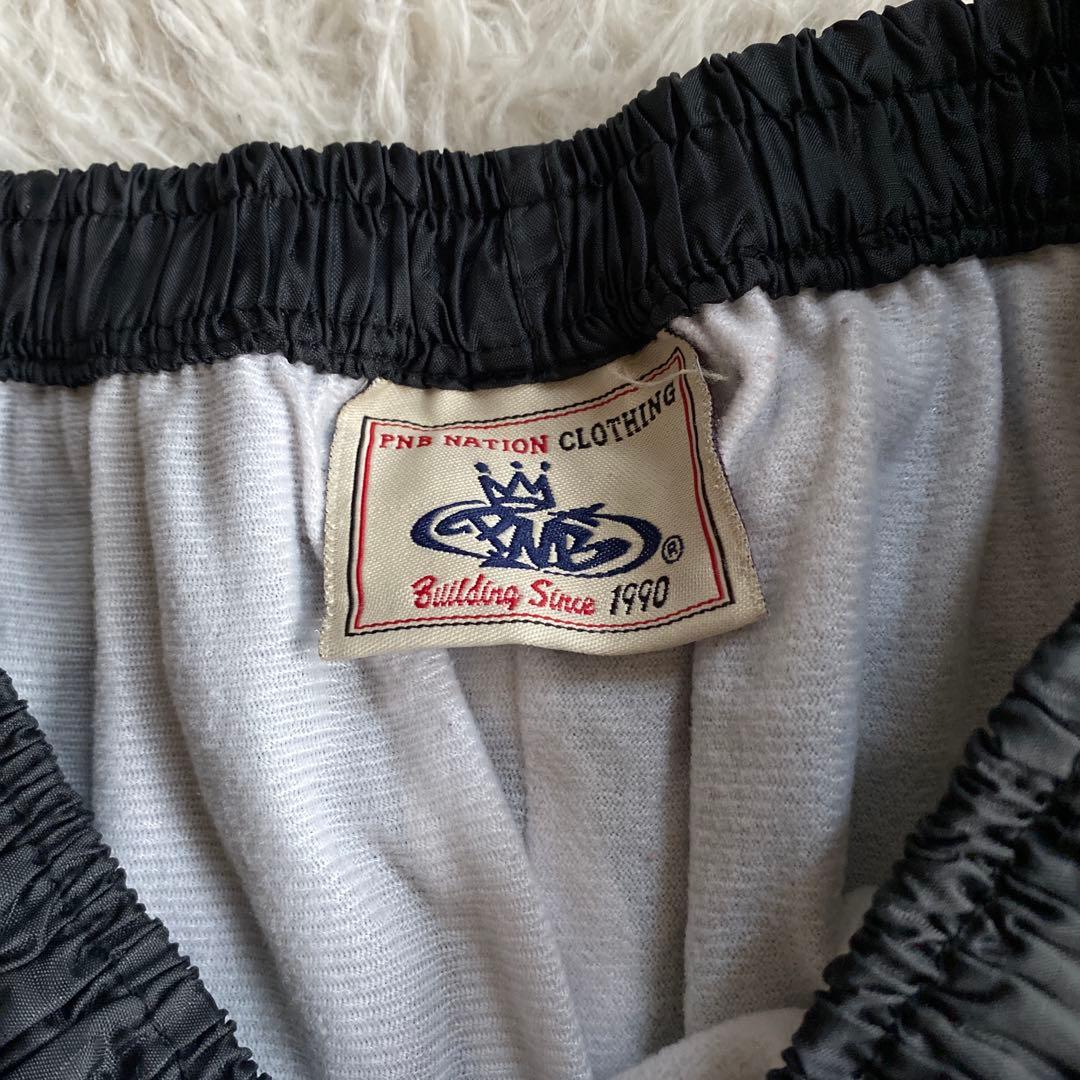 PNB NATION CLOTHING
PNB
®
Building Since 1990